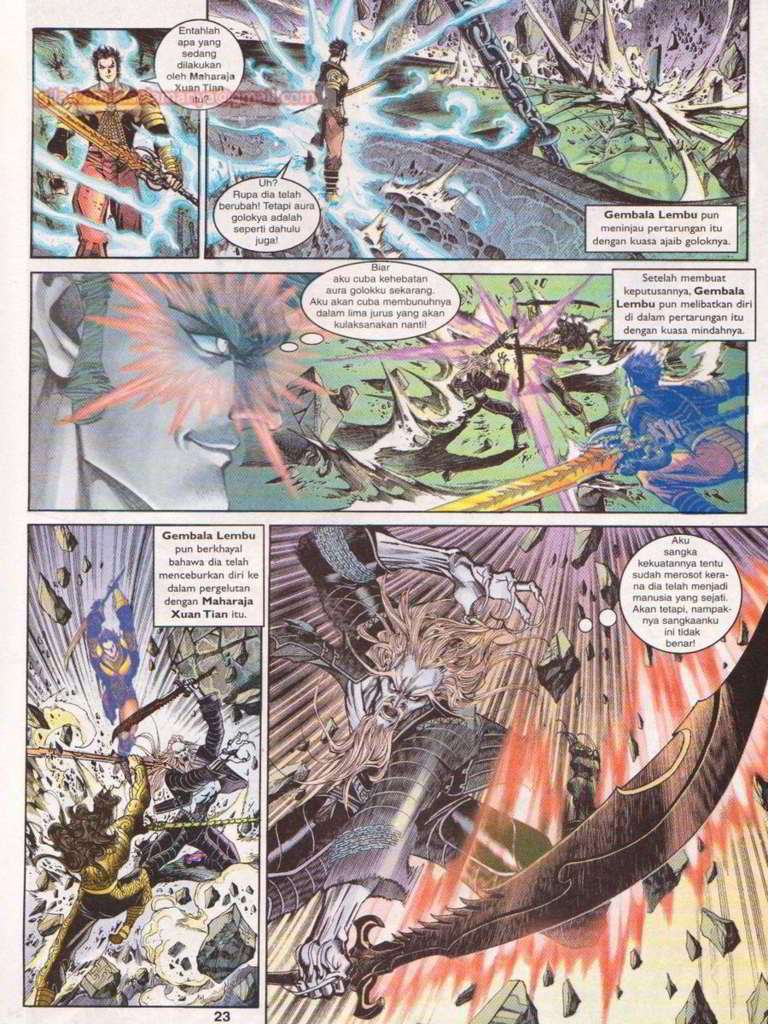 Entahlah
apa yang
sedang
dilakukan
oleh Maharaja
Xuan Tian
itu?
Uh?
Rupa dia telah
berubah! Tetapi aura
golokya adalah
seperti dahulu
juga!
Gembala Lembu pun
meninjau pertarungan itu
dengan kuasa ajaib goloknya.
Biar
aku cuba kehebatan
aura golokku sekarang.
Aku akan cuba membunuhnya
dalam lima jurus yang akan
kulaksanakan nanti!
Setelah membuat
keputusannya, Gembala
Lembu pun melibatkan diri
di dalam pertarungan itu
dengan kuasa mindahnya.
Gembala Lembu
pun berkhayal
bahawa dia telah
menceburkan diri ke
dalam pergelutan
dengan Maharaja
Xuan Tian itu.
Aku
sangka
kekuatannya tentu
sudah merosot kera-
na dia telah menjadi
manusia yang sejati.
Akan tetapi, nampak-
nya sangkaanku
ini tidak
benar!
23